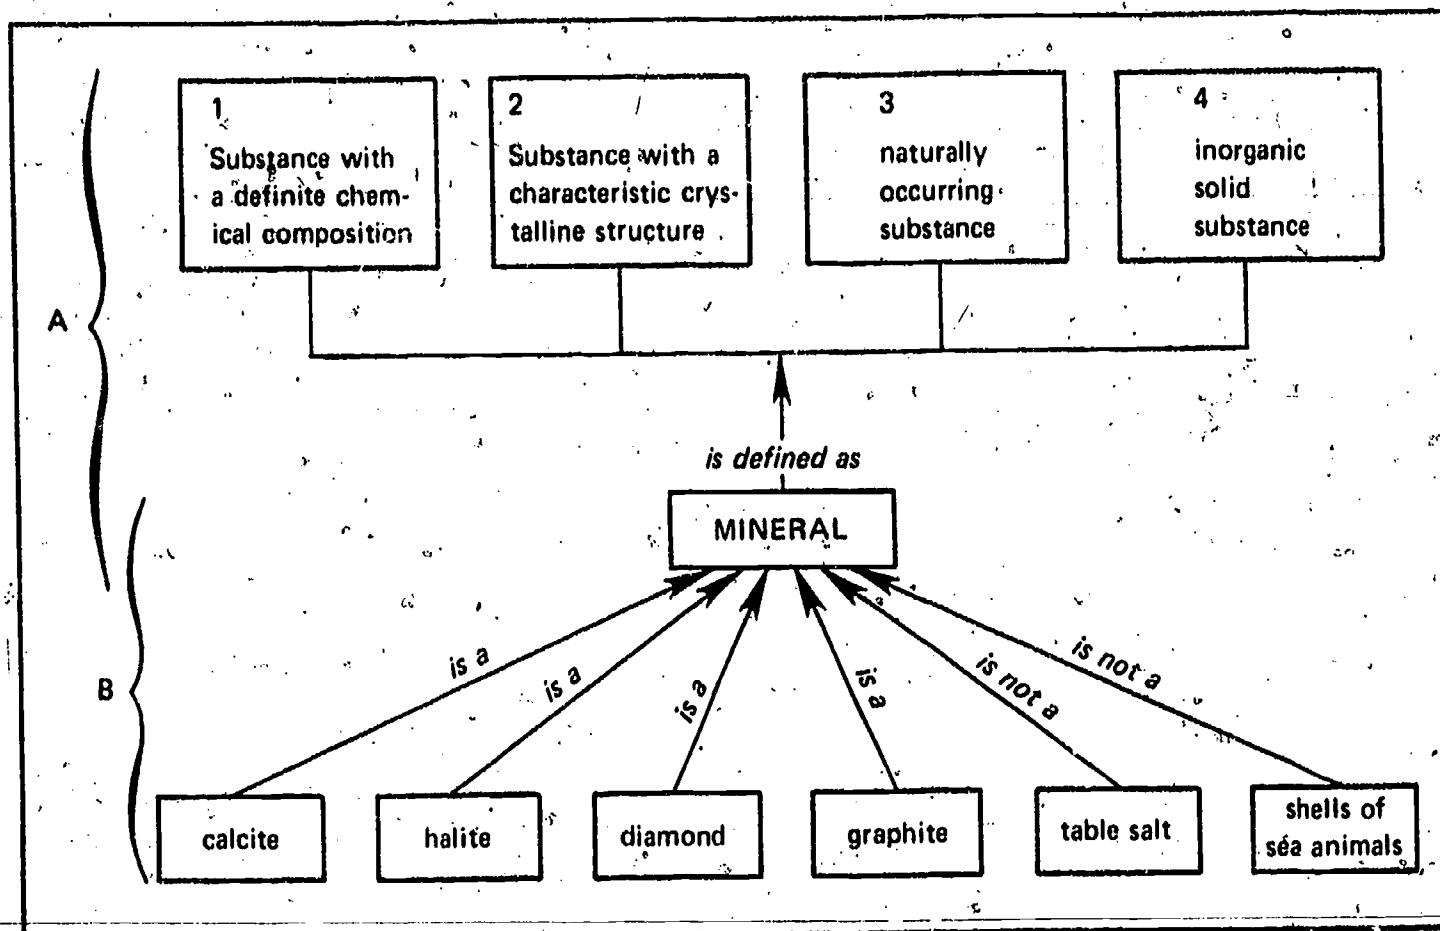 1
Substance with
a definite chem-
ical composition
2
Substance with a
characteristic crys-
talline structure
3
naturally
occurring
substance
4
inorganic
solid
substance
A
is defined as
MINERAL
B
is a
is a
is a
is a
is not a
is not a
calcite
halite
diamond
graphite
table salt
shells of
sea animals